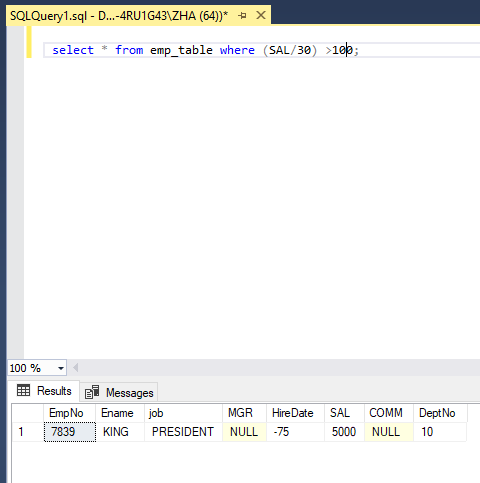 SQLQuery1.sql - D...-4RU1G43\ZHA (64))*
select * from emp_table where (SAL/30) >100;
100 %
Results Messages
EmpNo Ename job MGR HireDate SAL COMM DeptNo
1 7839 KING PRESIDENT NULL -75 5000 NULL 10